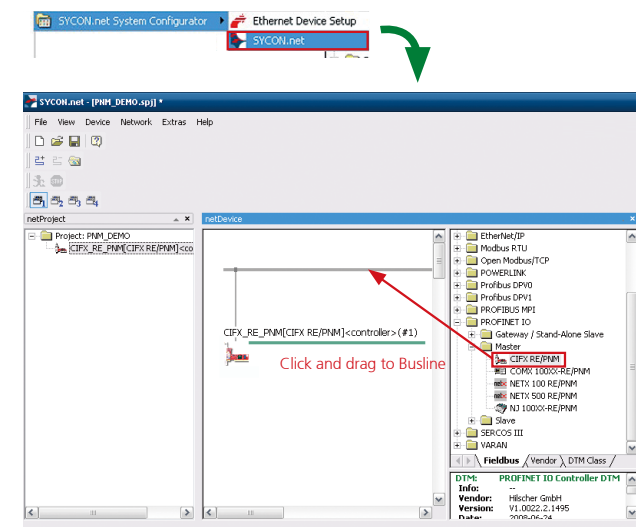 SYCON.net System Configurator
Ethernet Device Setup
SYCON.net
SYCON.net - [PNM_DEMO.spj] *
File View Device Network Extras Help
netProject
netDevice
Project: PNM_DEMO
CIFX_RE_PNM[CIFX RE/PNM]<co
CIFX_RE_PNM[CIFX RE/PNM]<controller>(#1)
Click and drag to Busline
EtherNet/IP
Modbus RTU
Open Modbus/TCP
POWERLINK
Profibus DPV0
Profibus DPV1
PROFIBUS MPI
PROFINET IO
Gateway / Stand-Alone Slave
Master
CIFX RE/PNM
COMX 100XX-RE/PNM
NETX 100 RE/PNM
NETX 500 RE/PNM
NJ 100XX-RE/PNM
Slave
SERCOS III
VARAN
Fieldbus Vendor DTM Class
DTM: PROFINET IO Controller DTM
Info: --
Vendor: Hilscher GmbH
Version: V1.0022.2.1495
Date: 2008-06-24